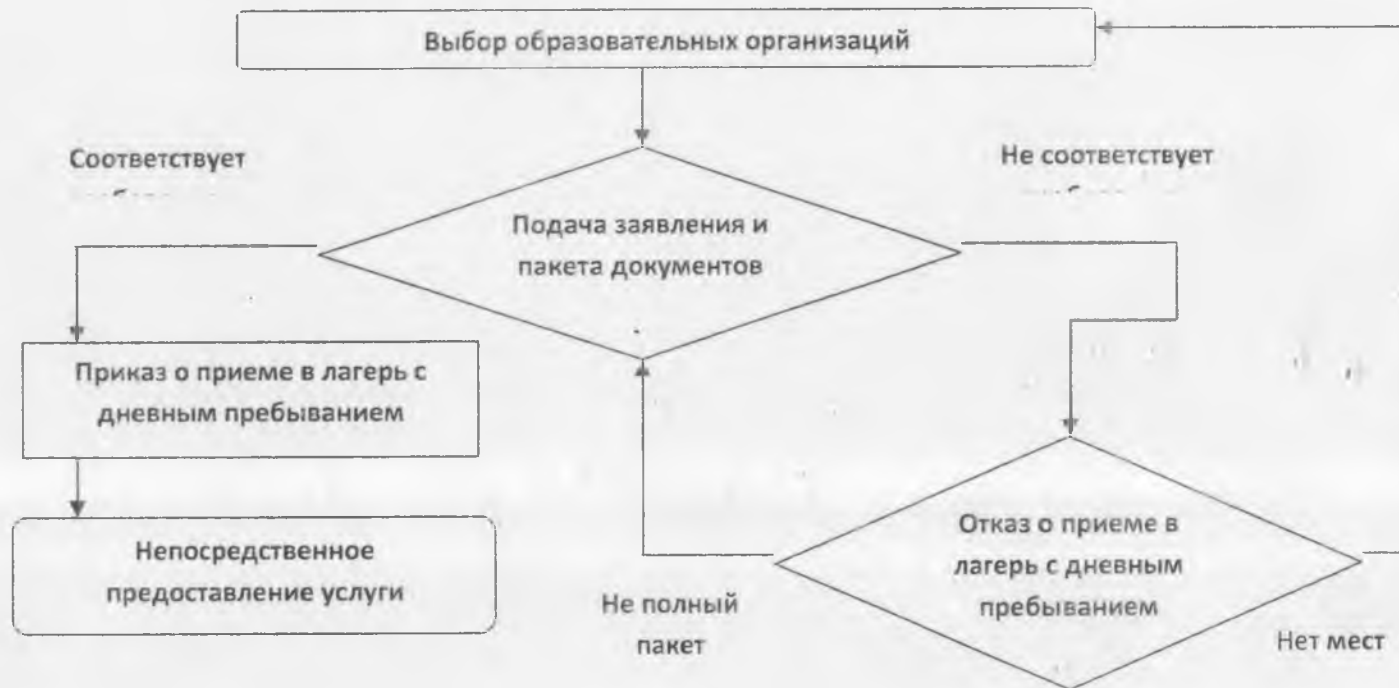 Выбор образовательных организаций
Соответствует
Не соответствует
Подача заявления и
пакета документов
Приказ о приеме в лагерь с
дневным пребыванием
Непосредственное
предоставление услуги
Отказ о приеме в
лагерь с дневным
пребыванием
Не полный
пакет
Нет мест